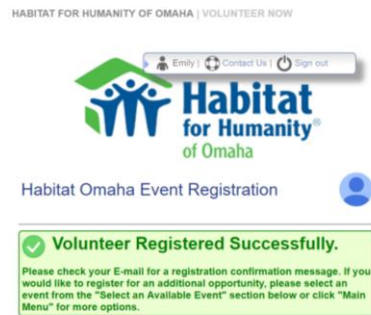 HABITAT FOR HUMANITY OF OMAHA | VOLUNTEER NOW
Emily | Contact Us | Sign out
Habitat
for Humanity®
of Omaha
Habitat Omaha Event Registration
Volunteer Registered Successfully.
Please check your E-mail for a registration confirmation message. If you
would like to register for an additional opportunity, please select an
event from the "Select an Available Event" section below or click "Main
Menu" for more options.